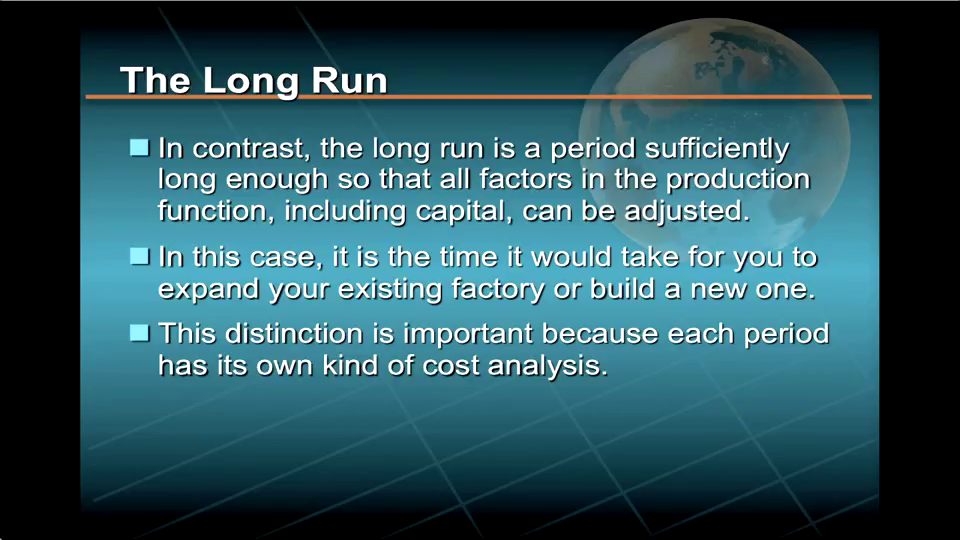 The Long Run
In contrast, the long run is a period sufficiently
long enough so that all factors in the production
function, including capital, can be adjusted.
In this case, it is the time it would take for you to
expand your existing factory or build a new one.
This distinction is important because each period
has its own kind of cost analysis.